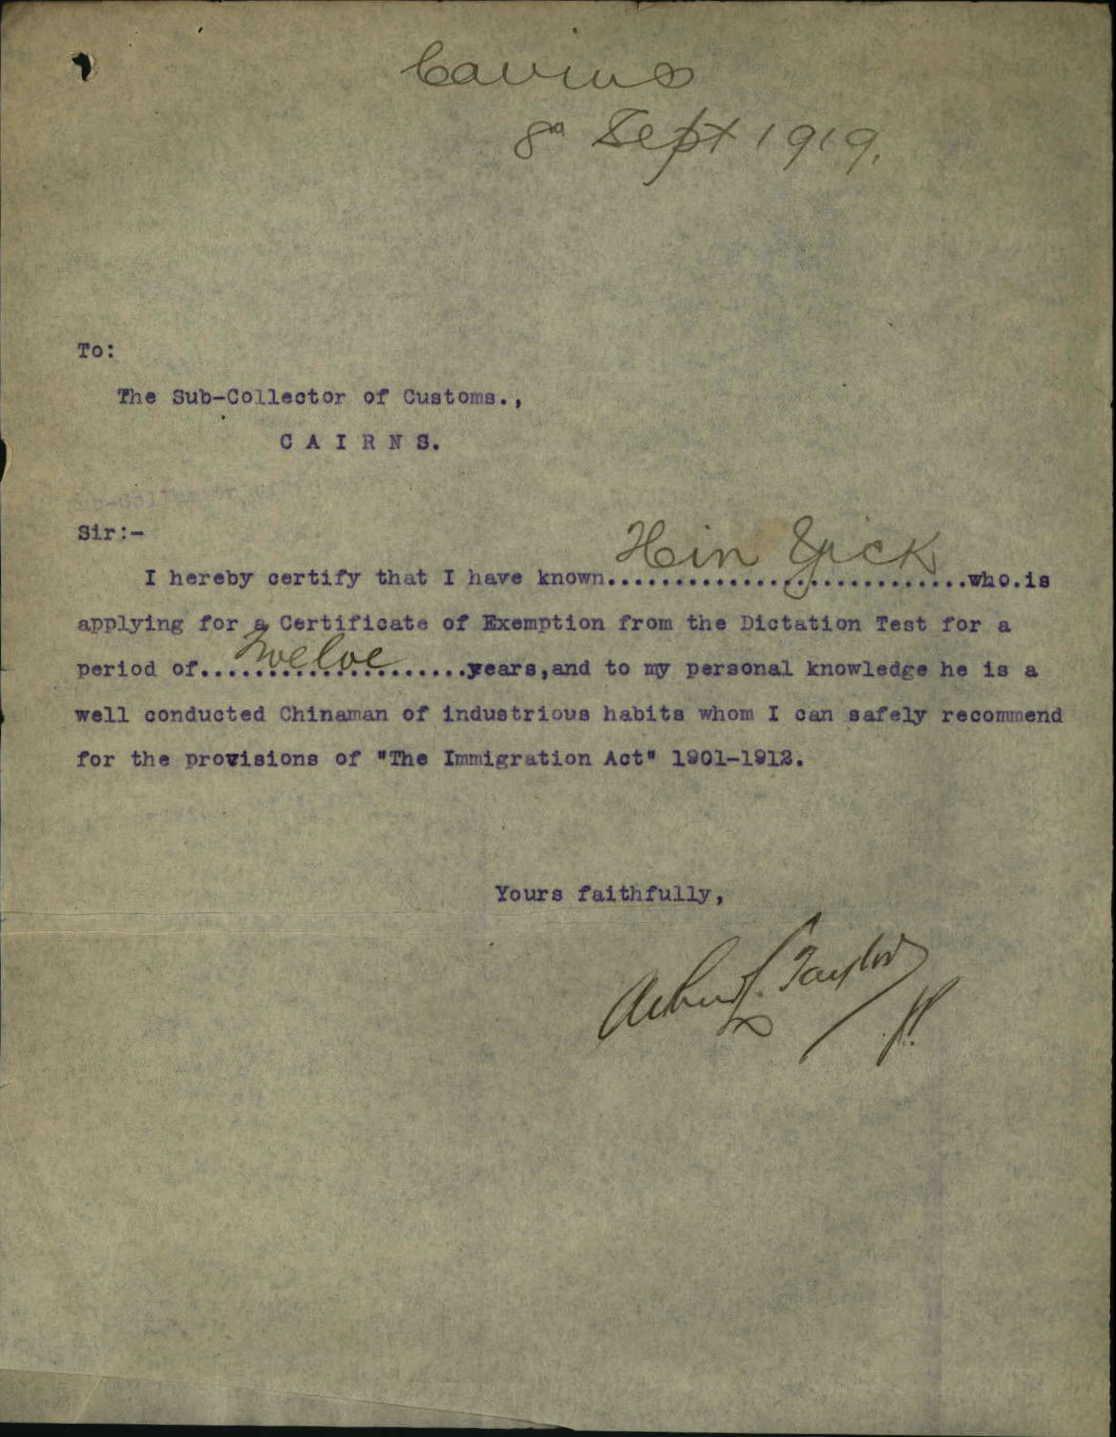 Cairns
8th Sept 1919.
To:
The Sub-Collector of Customs.,
C A I R N S.
Sir:-
I hereby certify that I have known....Hin Yick....who.is
applying for a Certificate of Exemption from the Dictation Test for a
period of....Twelve....years,and to my personal knowledge he is a
well conducted Chinaman of industrious habits whom I can safely recommend
for the provisions of "The Immigration Act" 1901-1912.
Yours faithfully,
Taylor